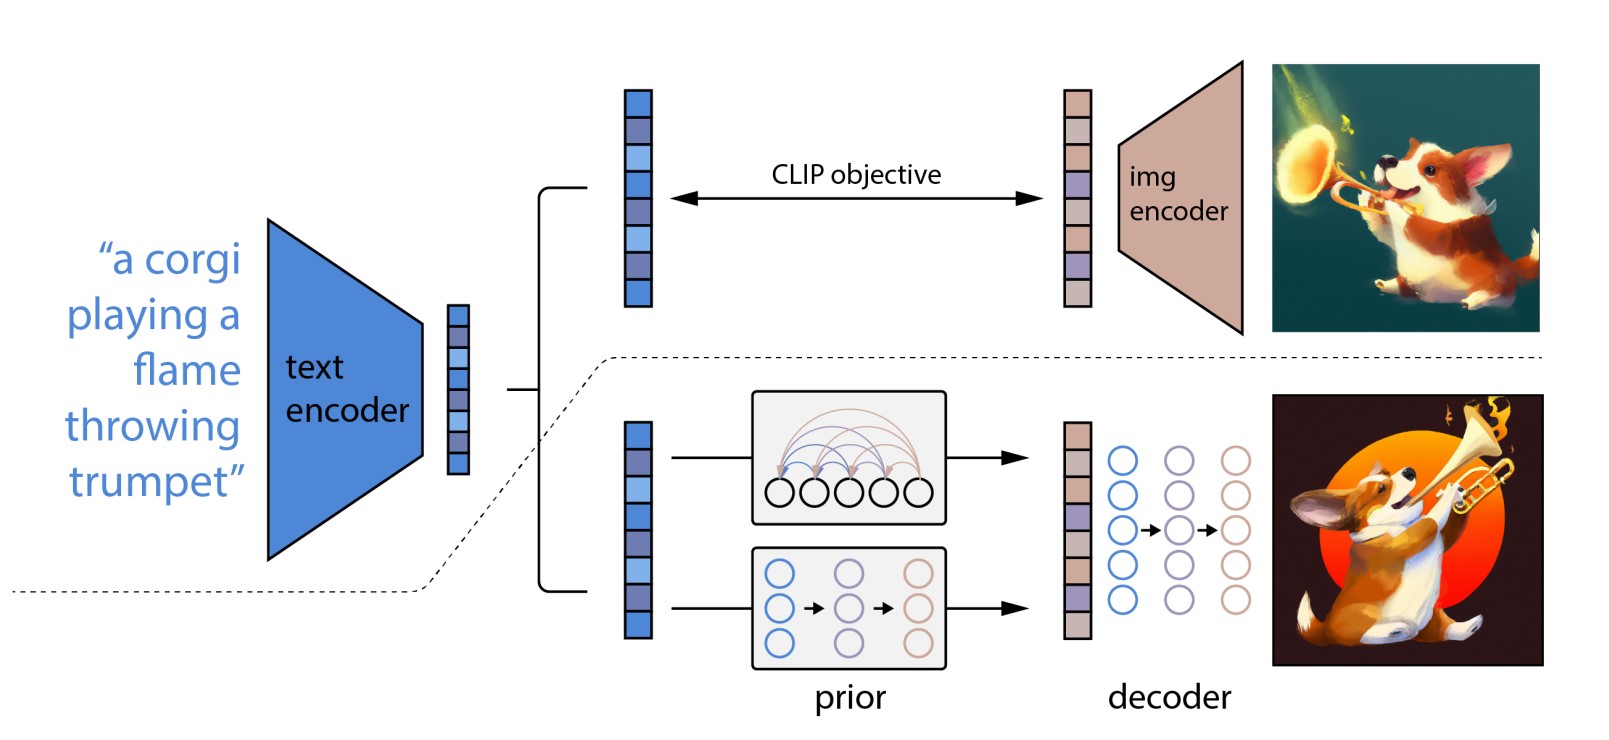 “a corgi
playing a
flame
throwing
trumpet”
text
encoder
CLIP objective
img
encoder
prior
decoder